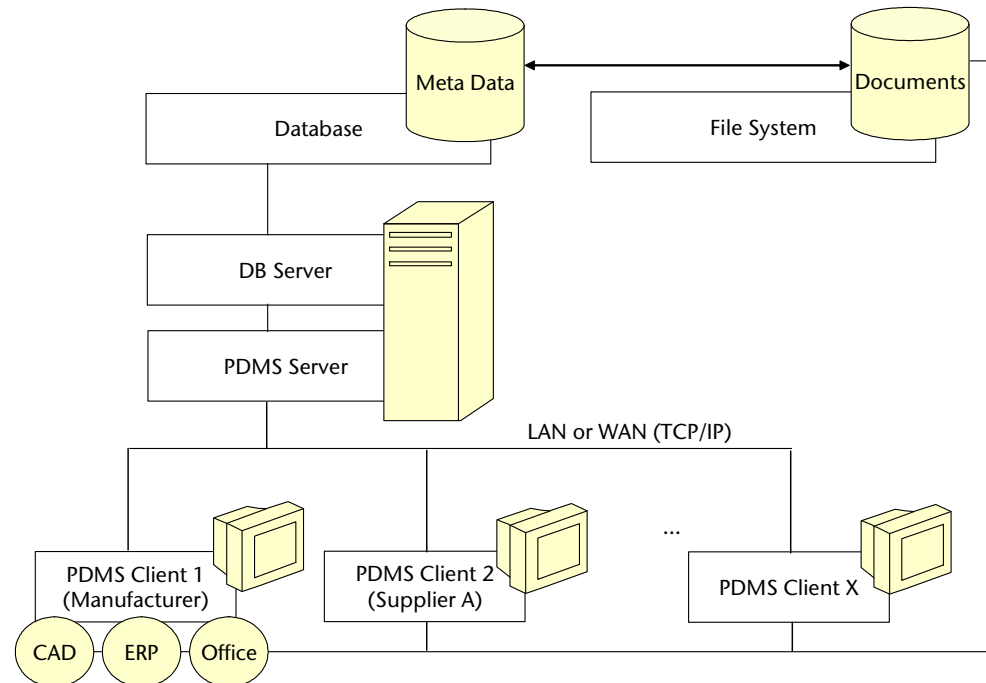 Meta Data
Documents
Database
File System
DB Server
PDMS Server
LAN or WAN (TCP/IP)
...
PDMS Client 1
(Manufacturer)
PDMS Client 2
(Supplier A)
PDMS Client X
CAD
ERP
Office